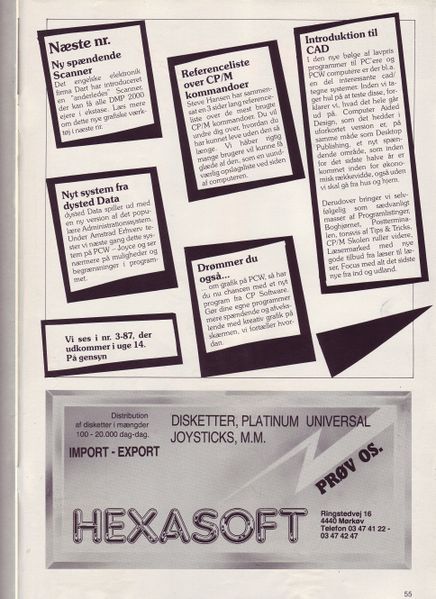 Næste nr.
Ny spændende
Scanner
Det engelske elektronik
firma Dart har introduceret
en "anderledes" Scanner,
der kan få alle DMP 2000
ejere i ekstase. Læs mere
om dette nye grafiske værk-
tøj i næste nr.
Referenceliste
over CP/M
kommandoer
Steve Hansen har sammen-
sat en 3 sider lang reference-
liste over de mest brugte
CP/M kommandoer. Du vil
undre dig over, hvordan du
har kunnet leve uden den så
længe. Vi håber rigtig
mange brugere vil kunne få
glæde af den, som en uund-
værlig opslagsliste ved siden
af computeren.
Introduktion til
CAD
I den nye bølge af lavpris
programmer til PC'ere og
PCW computere er der bl.a.
en del interessante cad/
tegne systemer. Inden vi ta-
ger hul på at teste disse, for-
klarer vi, hvad det hele går
ud på. Computer Aaded
Design, som det hedder i
uforkortet version er, på
samme måde som Desktop
Publishing, et nyt spæn-
dende område, som inden
for det sidste halve år er
kommet inden for økono-
misk rækkevidde, også uden
vi skal gå fra hus og hjem.
Derudover bringer vi selv-
følgelig som sædvanligt
masser af Programlistinger,
Boghjørnet, Posttermina-
len, tonsvis af Tips & Tricks,
CP/M Skolen ruller videre,
Læsermarked med nye
gode tilbud fra læser til læ-
ser, Focus med alt det sidste
nye fra ind og udland.
Nyt system fra
dysted Data
dysted Data spiller ud med
en ny version af det popu-
lære Administrationssystem.
Under Amstrad Erhverv te-
ster vi næste gang dette sy-
stem på PCW - Joyce og ser
nærmere på muligheder og
begrænsninger i program-
met.
Drømmer du
også...
... om grafik på PCW, så har
du nu chancen med et nyt
program fra CP Software.
Gør dine egne programmer
mere spændende og afveks-
lende med kreativ grafik på
skærmen, vi fortæller hvor-
dan.
Vi ses i nr. 3-87, der
udkommer i uge 14.
På gensyn
Distribution
af disketter i mængder
100 - 20.000 dag-dag.
IMPORT - EXPORT
DISKETTER, PLATINUM UNIVERSAL
JOYSTICKS, M.M.
PRØV OS.
HEXASOFT
Ringstedvej 16
4440 Mørkøv
Telefon 03 47 41 22 -
03 47 42 47
55